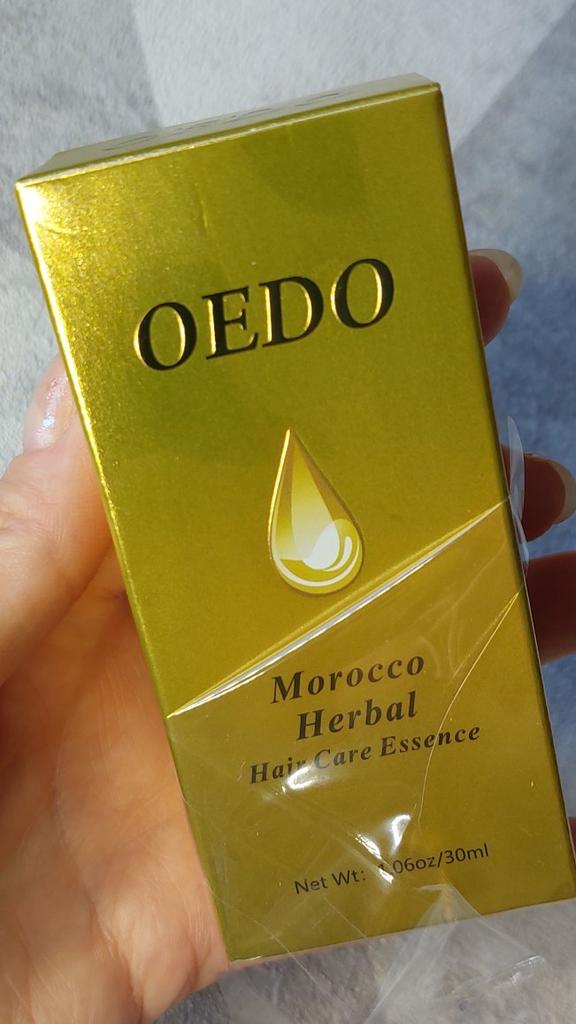 OEDO
Morocco
Herbal
Hair Care Essence
Net Wt: 1.06oz/30ml